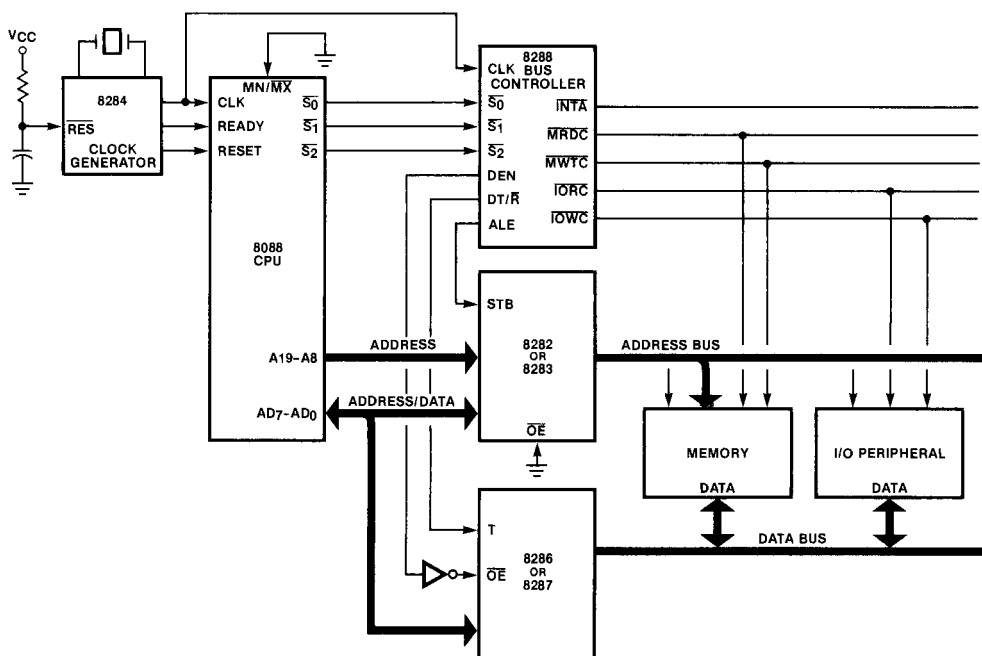 VCC
8284
RES
CLOCK
GENERATOR
MN/MX
CLK
READY
RESET
S0
S1
S2
8088
CPU
A19-A8
AD7-AD0
8288
BUS
CONTROLLER
CLK
S0
S1
S2
DEN
DT/R
ALE
INTA
MRDC
MWTC
IORC
IOWC
ADDRESS
ADDRESS/DATA
STB
8282
OR
8283
OE
ADDRESS BUS
MEMORY
DATA
I/O PERIPHERAL
DATA
DATA BUS
T
OE
8286
OR
8287